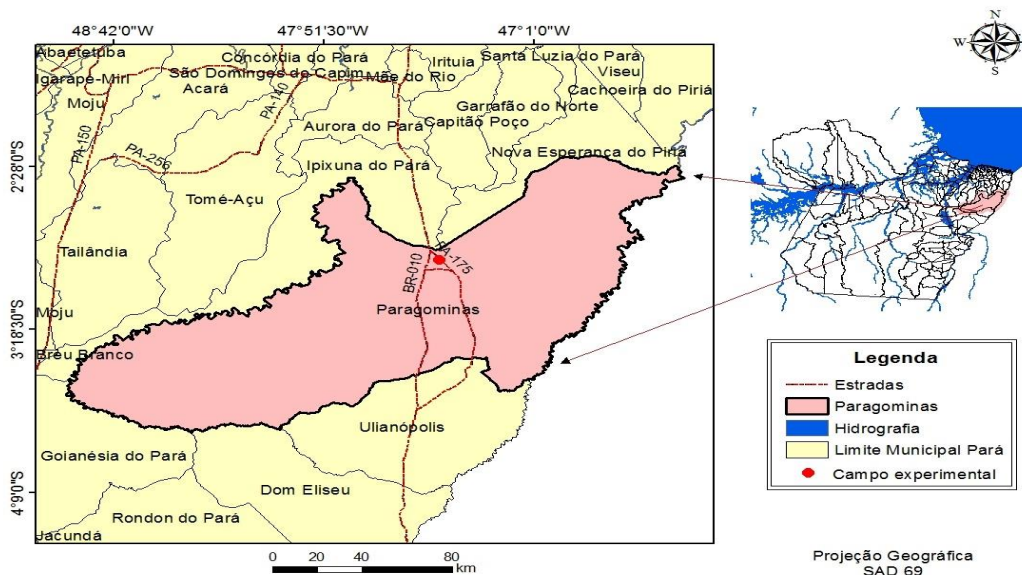 48°42'0"W
47°51'30"W
47°1'0"W
N
W
E
S
Abaetetuba
Igarapé-Miri
Moju
Concórdia do Pará
São Domingos do Capim
Acará
Mãe do Rio
Irituia
Santa Luzia do Pará
Viseu
Cachoeira do Piriá
Garrafão do Norte
Capitão Poço
Aurora do Pará
Ipixuna do Pará
Nova Esperança do Piriá
PA-150
PA-140
PA-256
Tomé-Açu
Tailândia
2°28'0"S
PA-175
BR-010
Paragominas
Moju
3°18'30"S
Breu Branco
Ulianópolis
Goianésia do Pará
Dom Eliseu
4°9'0"S
Rondon do Pará
Jacundá
0 20 40 80
km
Legenda
Estradas
Paragominas
Hidrografia
Limite Municipal Pará
Campo experimental
Projeção Geográfica
SAD 69